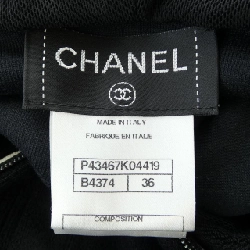 CHANEL
MADE IN ITALY
FABRIQUE EN ITALIE
P43467K04419
B4374 36
COMPOSITION